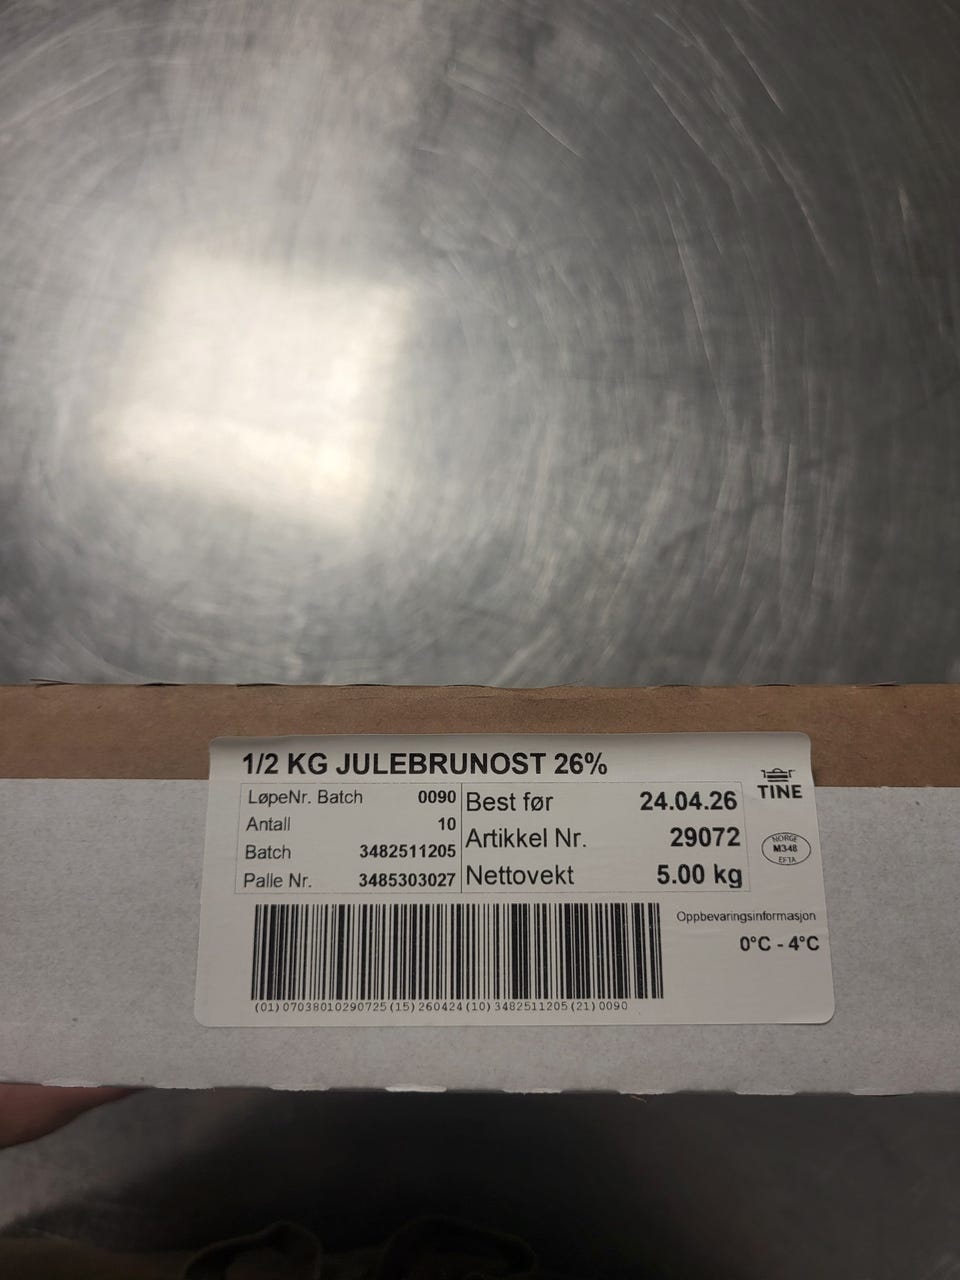 1/2 KG JULEBRUNOST 26%
LøpeNr. Batch 0090
Antall 10
Batch 3482511205
Palle Nr. 3485303027
Best før 24.04.26
Artikkel Nr. 29072
Nettovekt 5.00 kg
TINE
NORGE
M348
EFTA
Oppbevaringsinformasjon
0°C - 4°C
(01)07038010290725(15)260424(10)3482511205(21)0090